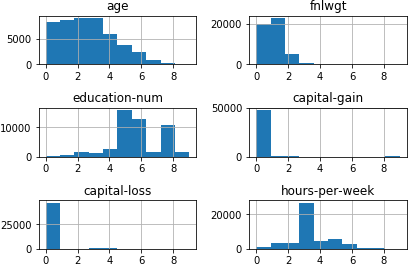 age
fnlwgt
5000
0
0 2 4 6 8
20000
0
0 2 4 6 8
education-num
capital-gain
10000
0
0 2 4 6 8
50000
0
0 2 4 6 8
capital-loss
hours-per-week
25000
0
0 2 4 6 8
20000
0
0 2 4 6 8